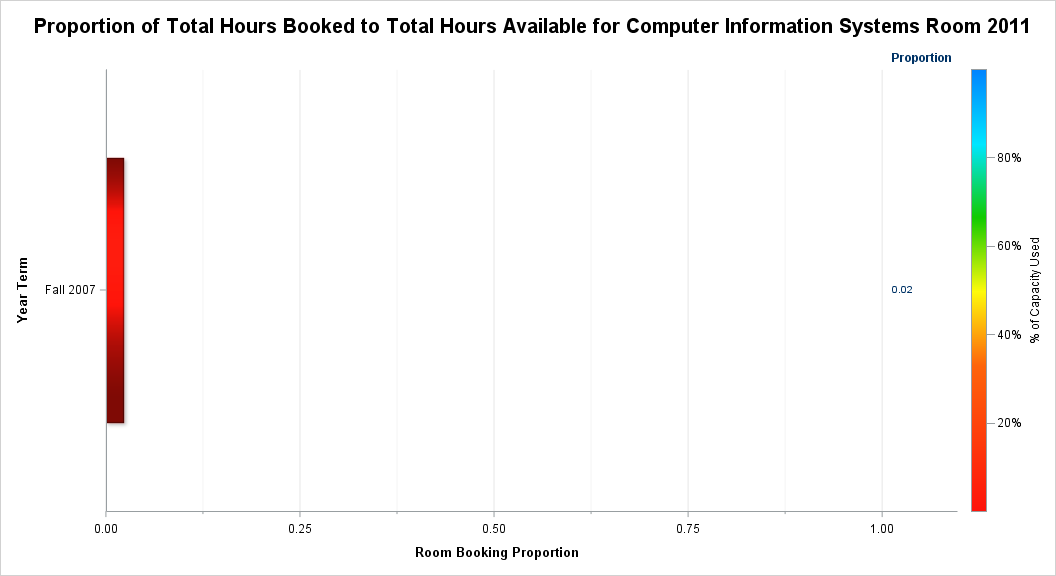 Proportion of Total Hours Booked to Total Hours Available for Computer Information Systems Room 2011
Proportion
80%
60%
40%
20%
% of Capacity Used
Year Term
Fall 2007
0.02
0.00 0.25 0.50 0.75 1.00
Room Booking Proportion